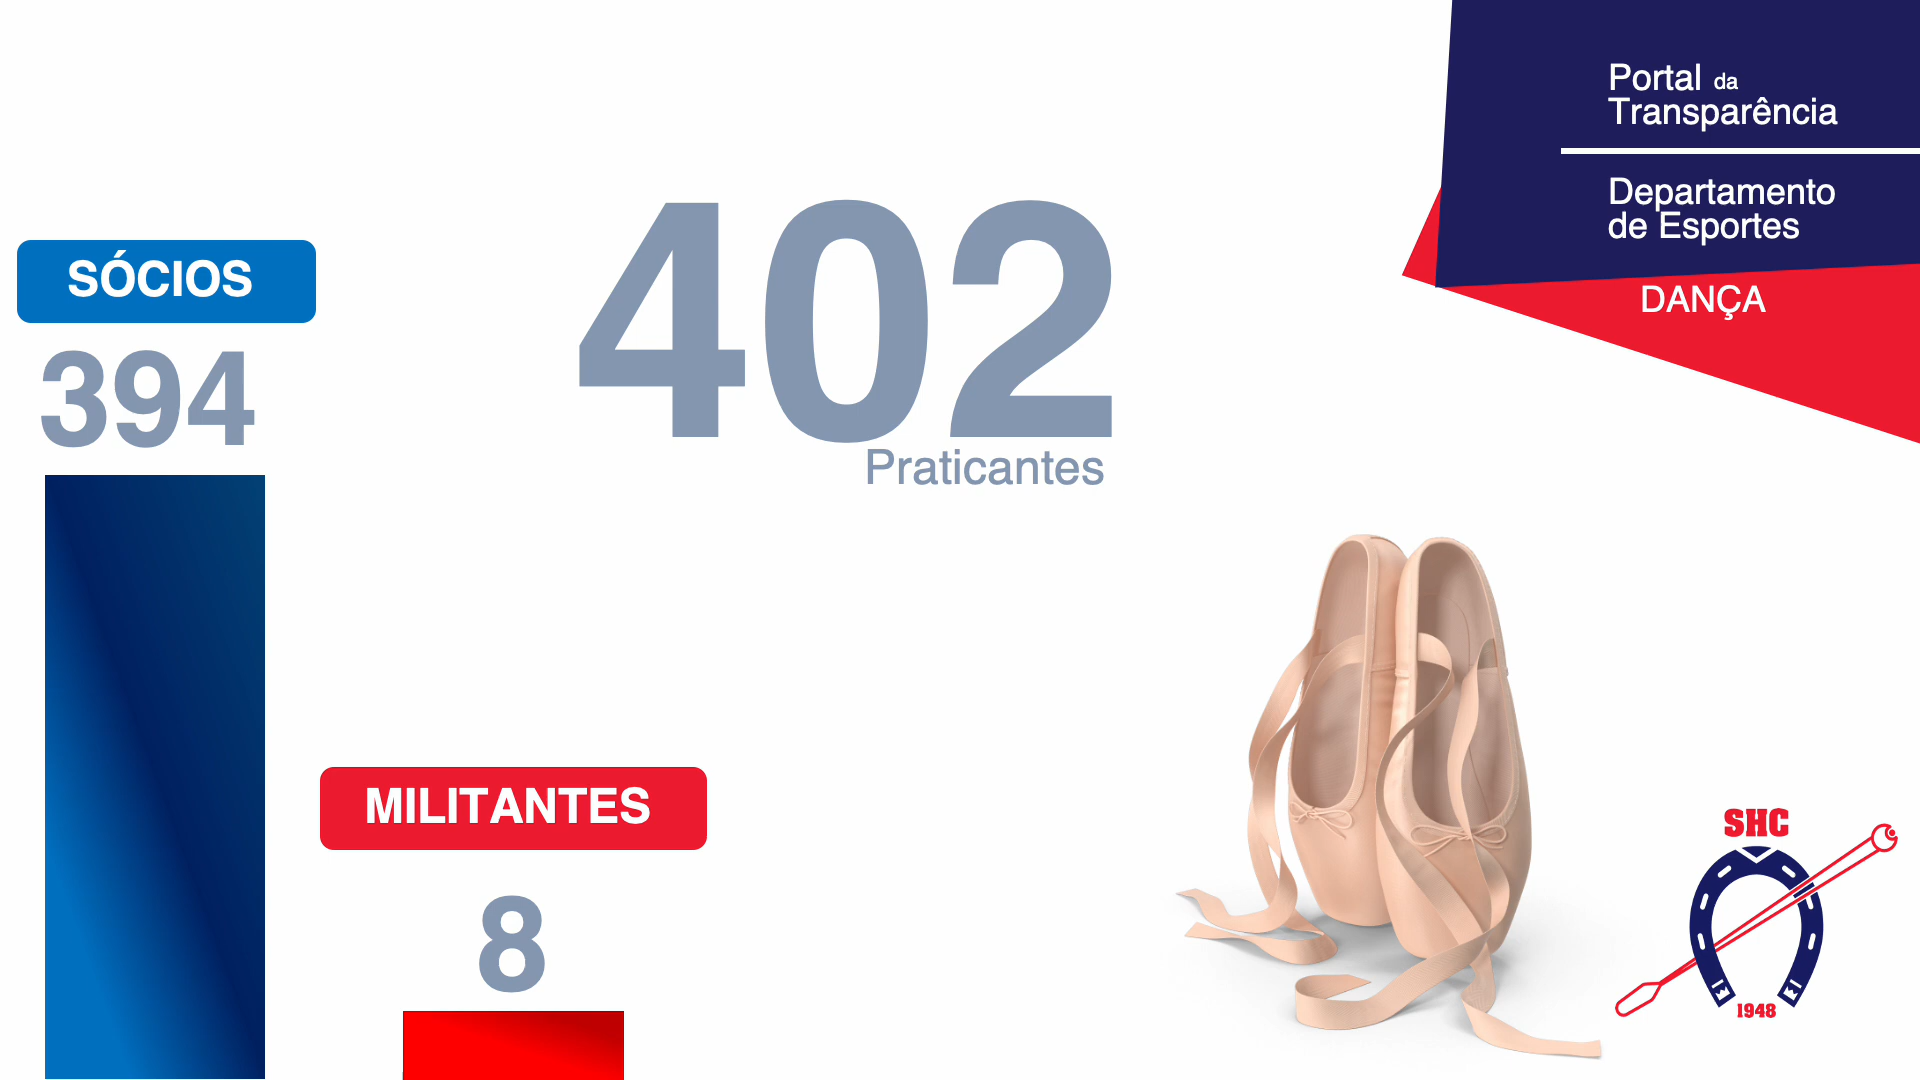 Portal da
Transparência
Departamento
de Esportes
DANÇA
402
Praticantes
SÓCIOS
394
MILITANTES
8
SHC
1948